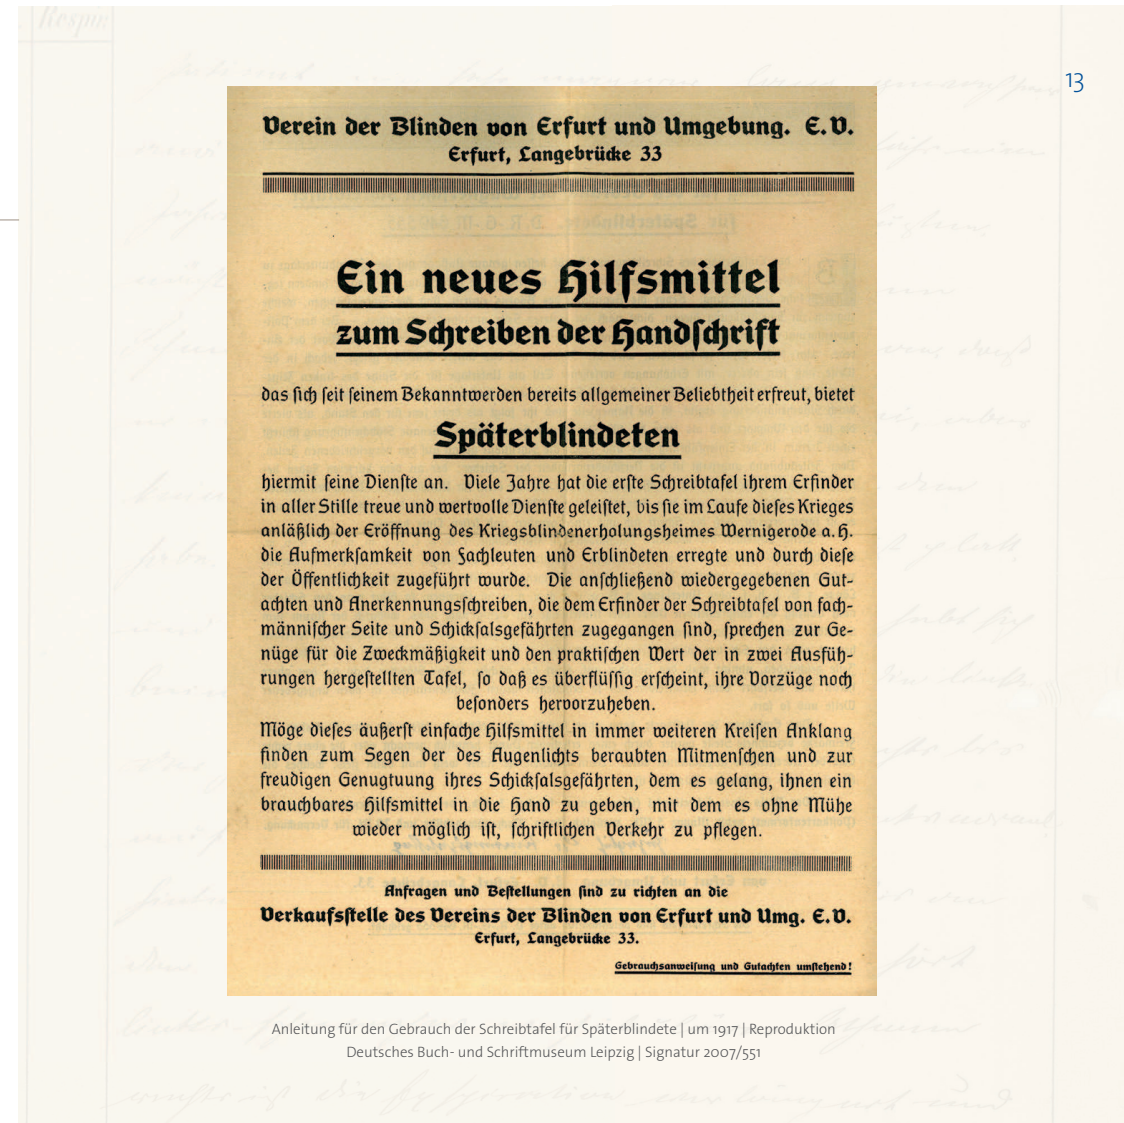 13
Verein der Blinden von Erfurt und Umgebung. E.V.
Erfurt, Langebrücke 33
Ein neues Hilfsmittel
zum Schreiben der Handſchrift
das ſich ſeit ſeinem Bekanntwerden bereits allgemeiner Beliebtheit erfreut, bietet
Späterblindeten
hiermit ſeine Dienſte an. Viele Jahre hat die erſte Schreibtafel ihrem Erfinder
in aller Stille treue und wertvolle Dienſte geleiſtet, bis ſie im Laufe dieſes Krieges
anläßlich der Eröffnung des Kriegsblindenerholungsheimes Wernigerode a. H.
die Aufmerkſamkeit von Fachleuten und Erblindeten erregte und durch dieſe
der Öffentlichkeit zugeführt wurde. Die anſchließend wiedergegebenen Gut-
achten und Anerkennungsſchreiben, die dem Erfinder der Schreibtafel von fach-
männiſcher Seite und Schickſalsgefährten zugegangen ſind, ſprechen zur Ge-
nüge für die Zweckmäßigkeit und den praktiſchen Wert der in zwei Ausfüh-
rungen hergeſtellten Tafel, ſo daß es überflüſſig erſcheint, ihre Vorzüge noch
beſonders hervorzuheben.
Möge dieſes äußerſt einfache Hilfsmittel in immer weiteren Kreiſen Anklang
finden zum Segen der des Augenlichts beraubten Mitmenſchen und zur
freudigen Genugtuung ihres Schickſalsgefährten, dem es gelang, ihnen ein
brauchbares Hilfsmittel in die Hand zu geben, mit dem es ohne Mühe
wieder möglich iſt, ſchriftlichen Verkehr zu pflegen.
Anfragen und Beſtellungen ſind zu richten an die
Verkaufsſtelle des Vereins der Blinden von Erfurt und Umg. E.V.
Erfurt, Langebrücke 33.
Gebrauchsanweiſung und Gutachten umſtehend!
Anleitung für den Gebrauch der Schreibtafel für Späterblindete | um 1917 | Reproduktion
Deutsches Buch- und Schriftmuseum Leipzig | Signatur 2007/551